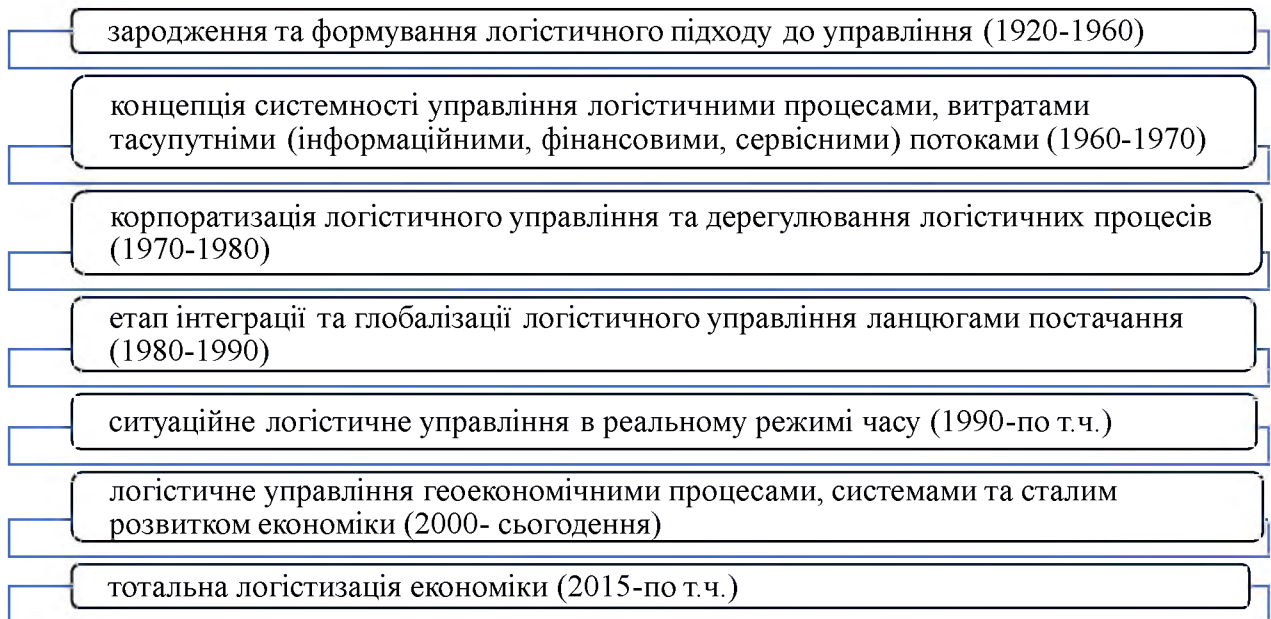 зародження та формування логістичного підходу до управління (1920-1960)
концепція системності управління логістичними процесами, витратами
тасупутніми (інформаційними, фінансовими, сервісними) потоками (1960-1970)
корпоратизація логістичного управління та дерегулювання логістичних процесів
(1970-1980)
етап інтеграції та глобалізації логістичного управління ланцюгами постачання
(1980-1990)
ситуаційне логістичне управління в реальному режимі часу (1990-по т.ч.)
логістичне управління геоекономічними процесами, системами та сталим
розвитком економіки (2000- сьогодення)
тотальна логістизація економіки (2015-по т.ч.)